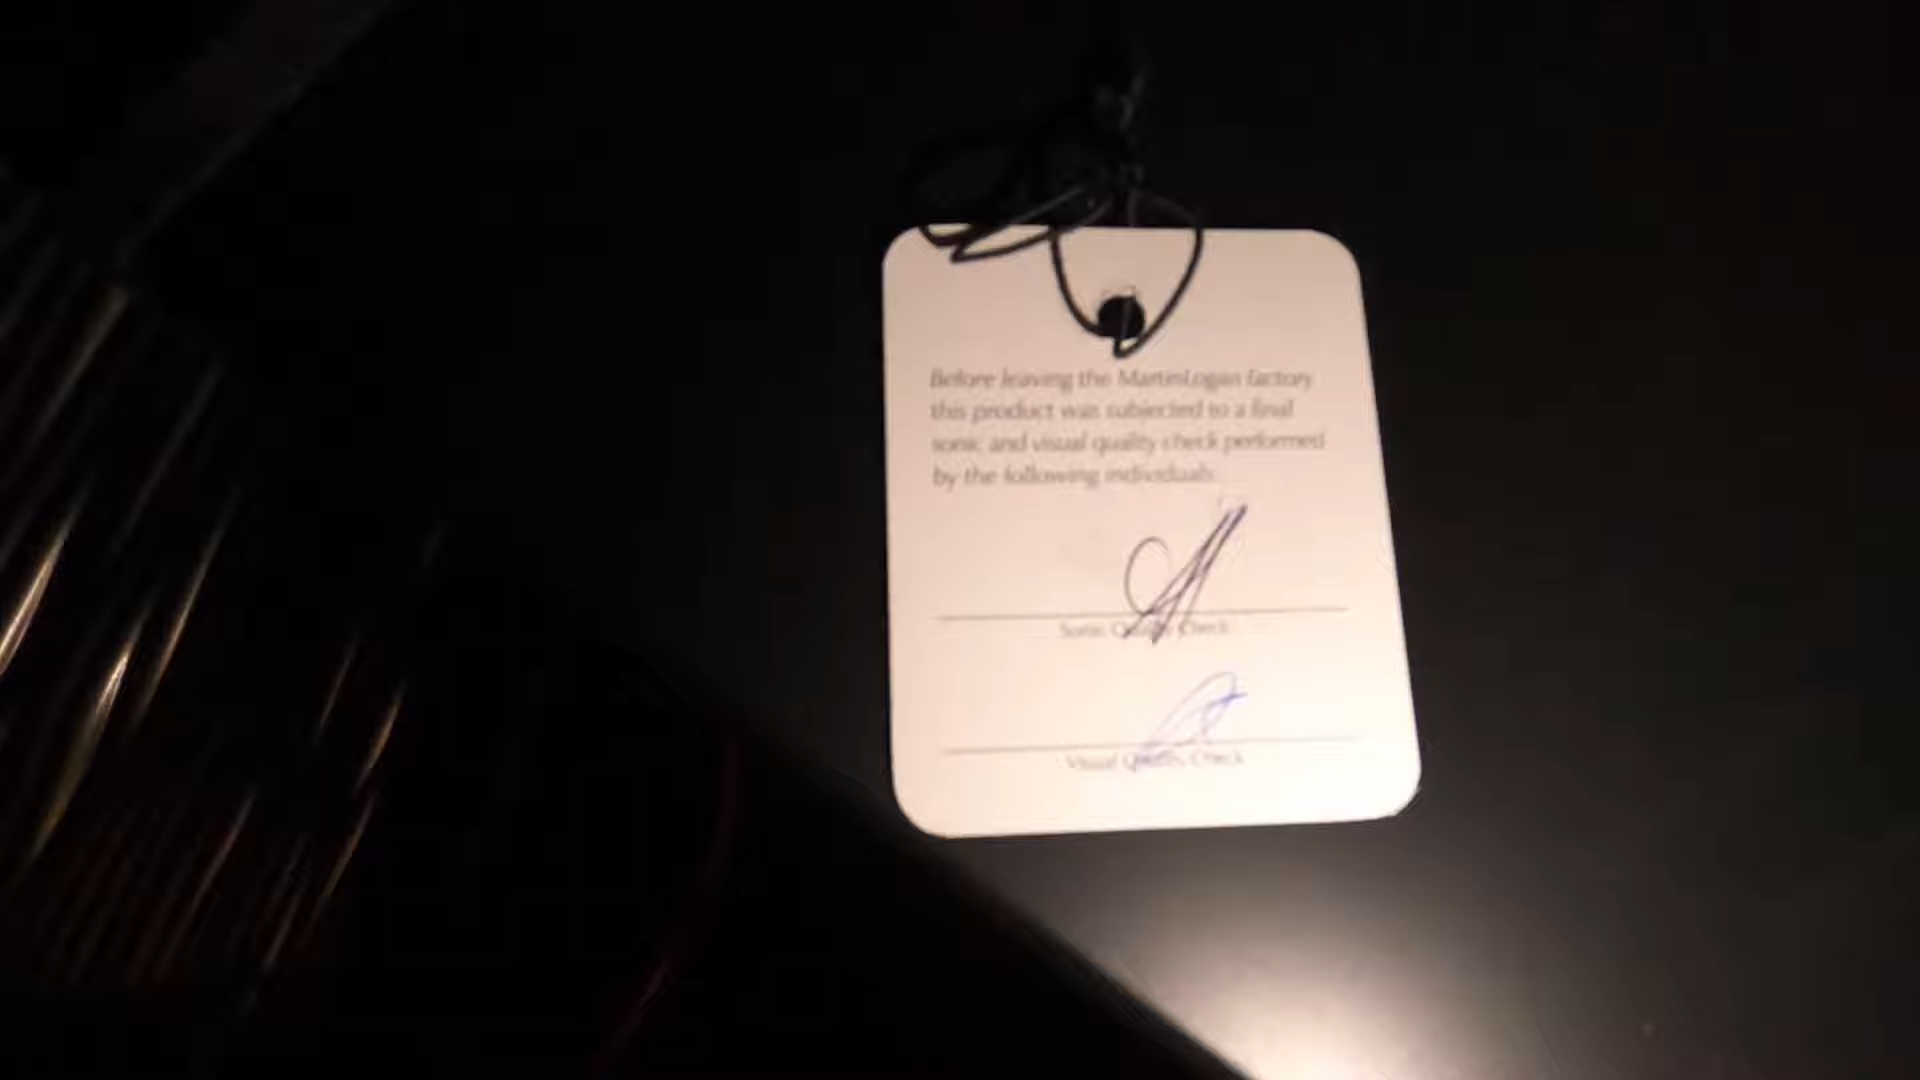 Before leaving the MartinLogan factory
this product was subjected to a final
sonic and visual quality check performed
by the following individuals.
Sonic Quality Check
Visual Quality Check